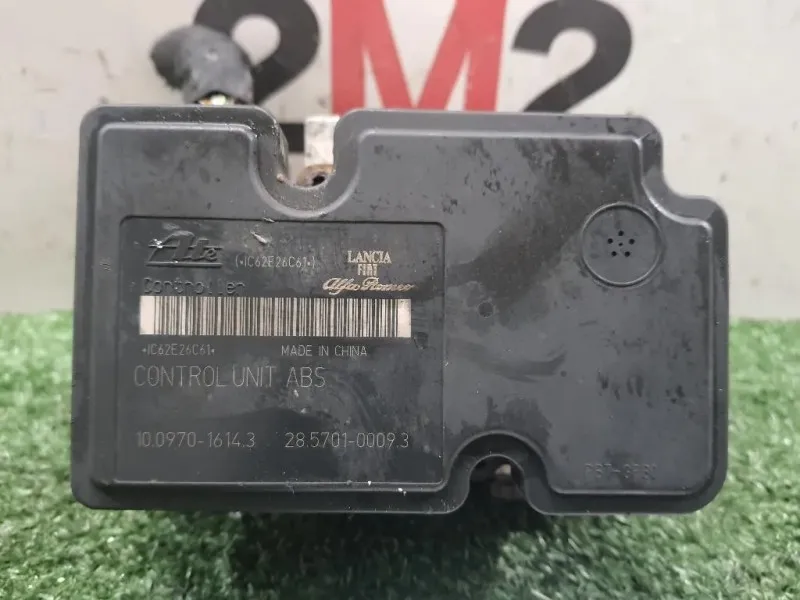 2M2
Ate
(*IC62E26C61*)
LANCIA
FIAT
Alfa Romeo
Controller
*IC62E26C61*
MADE IN CHINA
CONTROL UNIT ABS
10.0970-1614.3 28.5701-0009.3